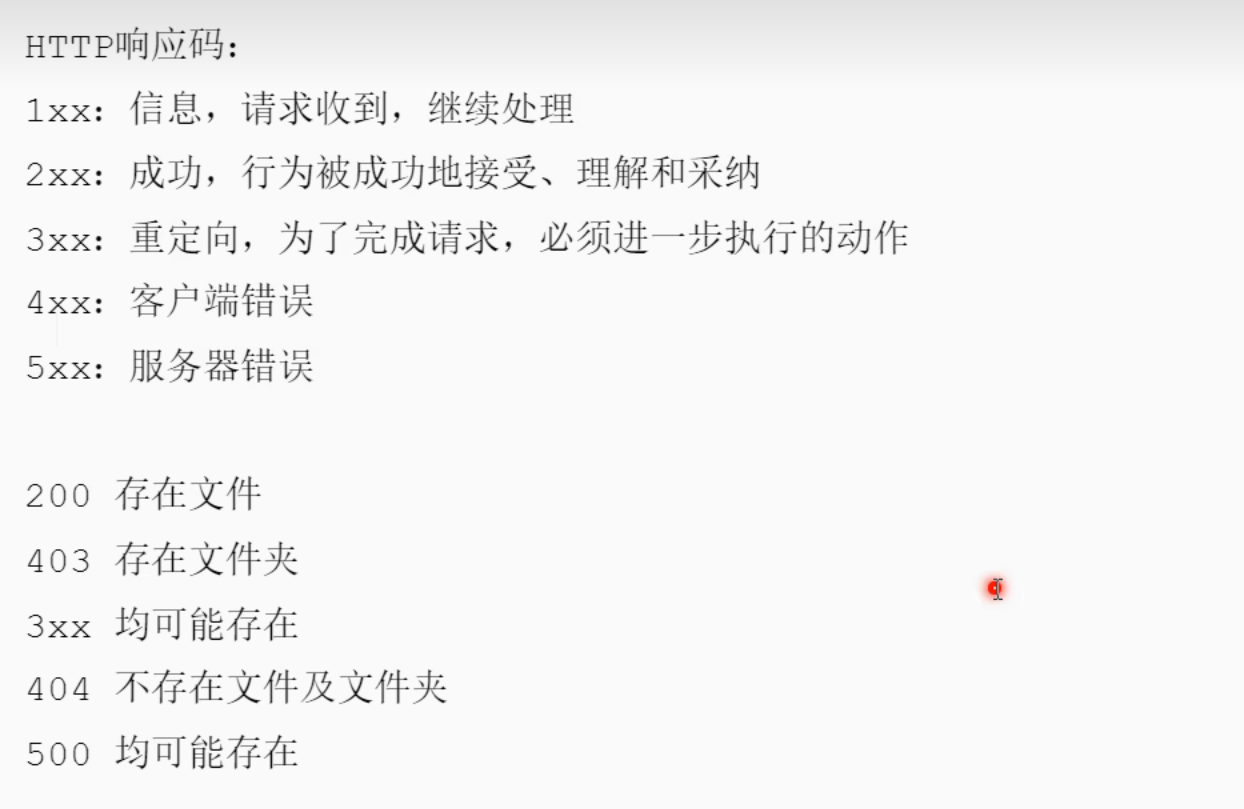 HTTP响应码：
1xx：信息，请求收到，继续处理
2xx：成功，行为被成功地接受、理解和采纳
3xx：重定向，为了完成请求，必须进一步执行的动作
4xx：客户端错误
5xx：服务器错误
200 存在文件
403 存在文件夹
3xx 均可能存在
404 不存在文件及文件夹
500 均可能存在